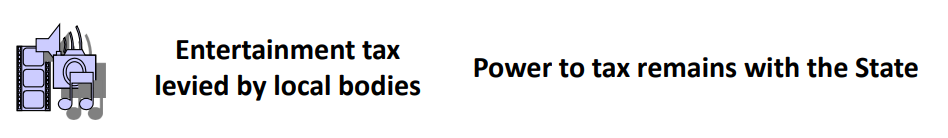 Entertainment tax
levied by local bodies
Power to tax remains with the State